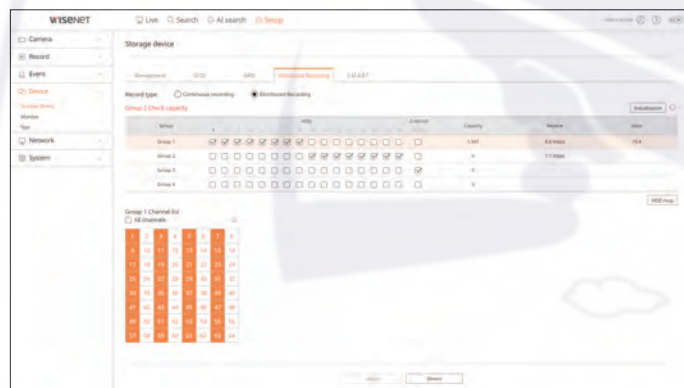 WISENET
Live Search AI search Setup
Camera
Record
Event
Device
Storage device
Monitor
Text
Network
System
Storage device
Management iSCSI RAID Distributed Recording S.M.A.R.T
Record type Continuous recording Distributed Recording
Group 2 Check capacity
Initialization
Group HDD External Capacity
Group 1
Group 2 0
Group 3 0
Group 4 0
HDD map
Group 1 Channel list
All channels
1 2 3 4 5 6 7 8
9 10 11 12 13 14 15 16
17 18 19 20 21 22 23 24
25 26 27 28 29 30 31 32
33 34 35 36 37 38 39 40
41 42 43 44 45 46 47 48
49 50 51 52 53 54 55 56
57 58 59 60 61 62 63 64